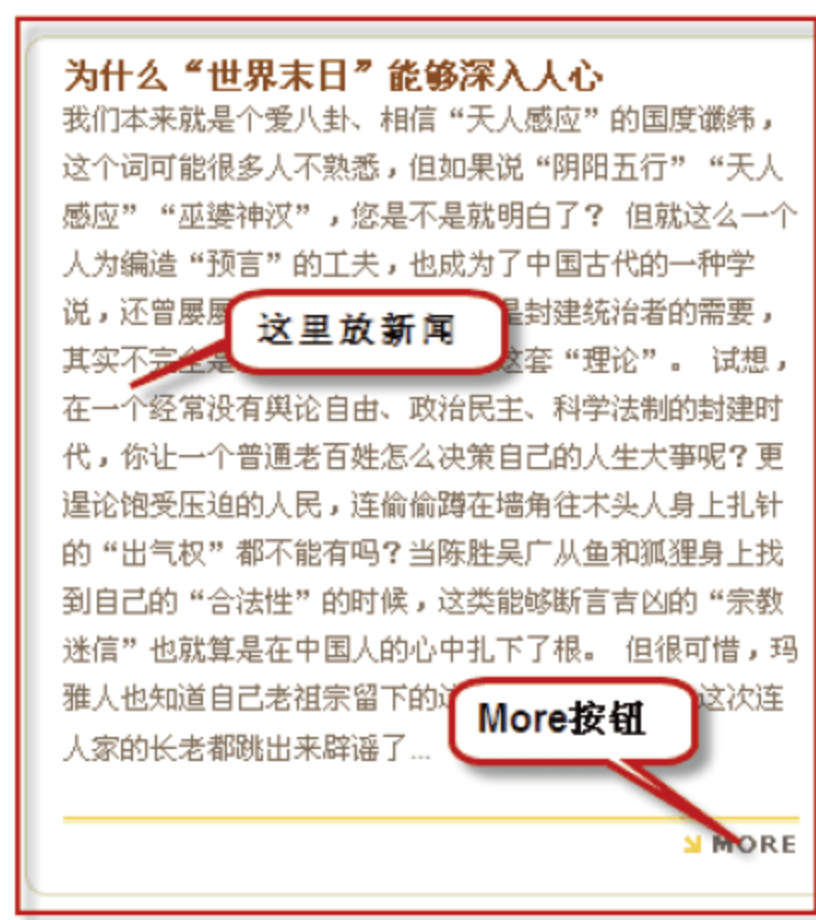 为什么“世界末日”能够深入人心
我们本来就是个爱八卦、相信“天人感应”的国度谶纬，
这个词可能很多人不熟悉，但如果说“阴阳五行”“天人
感应”“巫婆神汉”，您是不是就明白了？ 但就这么一个
人为编造“预言”的工夫，也成为了中国古代的一种学
说，还曾屡屡
是封建统治者的需要，
这里放新闻
其实不完全是
这套“理论”。 试想，
在一个经常没有舆论自由、政治民主、科学法制的封建时
代，你让一个普通老百姓怎么决策自己的人生大事呢？更
遑论饱受压迫的人民，连偷偷蹲在墙角往木头人身上扎针
的“出气权”都不能有吗？当陈胜吴广从鱼和狐狸身上找
到自己的“合法性”的时候，这类能够断言吉凶的“宗教
迷信”也就算是在中国人的心中扎下了根。 但很可惜，玛
雅人也知道自己老祖宗留下的这
这次连
More按钮
人家的长老都跳出来辟谣了...
MORE